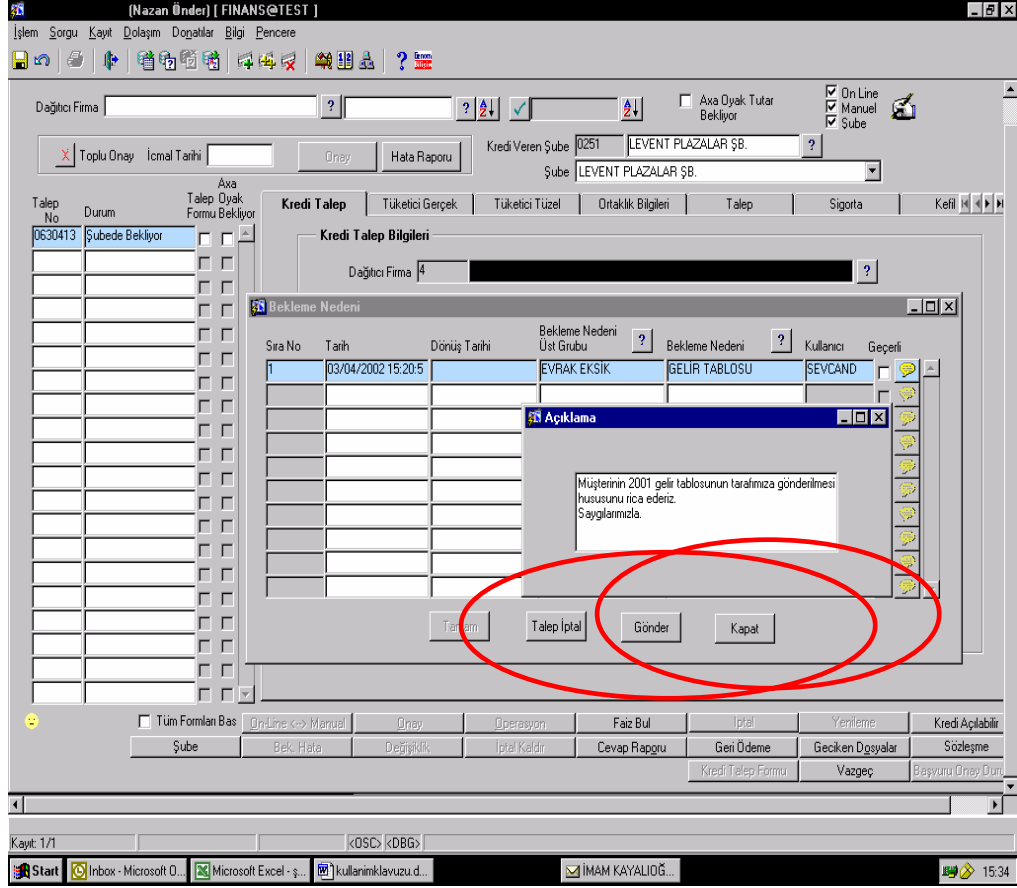 (Nazan Önder) [ FINANS@TEST ]
İşlem Sorgu Kayıt Dolaşım Donatılar Bilgi Pencere
Dağıtıcı Firma ? ? Axa Oyak Tutar Bekliyor
On Line
Manuel
Şube
X Toplu Onay İcmal Tarihi Onay Hata Raporu
Kredi Veren Şube 0251 LEVENT PLAZALAR ŞB. ?
Şube LEVENT PLAZALAR ŞB.
Talep No Durum Talep Formu Axa Oyak Bekliyor
Kredi Talep Tüketici Gerçek Tüketici Tüzel Ortaklık Bilgileri Talep Sigorta Kefil
0630413 Şubede Bekliyor
Kredi Talep Bilgileri
Dağıtıcı Firma 4 ?
Bekleme Nedeni
Sıra No Tarih Dönüş Tarihi Bekleme Nedeni Üst Grubu ? Bekleme Nedeni ? Kullanıcı Geçerli
1 03/04/2002 15:20:5 EVRAK EKSİK GELİR TABLOSU SEVCAND
Açıklama
Müşterinin 2001 gelir tablosunun tarafımıza gönderilmesi
hususunu rica ederiz.
Saygılarımızla.
Tamam Talep İptal Gönder Kapat
Tüm Formları Bas On-Line <--> Manual Onay Operasyon Faiz Bul İptal Yenileme Kredi Açılabilir
Şube Bek. Hata Değişiklik İptal Kaldır Cevap Raporu Geri Ödeme Geciken Dosyalar Sözleşme
Kredi Talep Formu Vazgeç Başvuru Onay Duru
Kayıt: 1/1 <OSC> <DBG>
Start Inbox - Microsoft O... Microsoft Excel - ş... kullanimklavuzu.d... İMAM KAYALIOĞ... 15:34